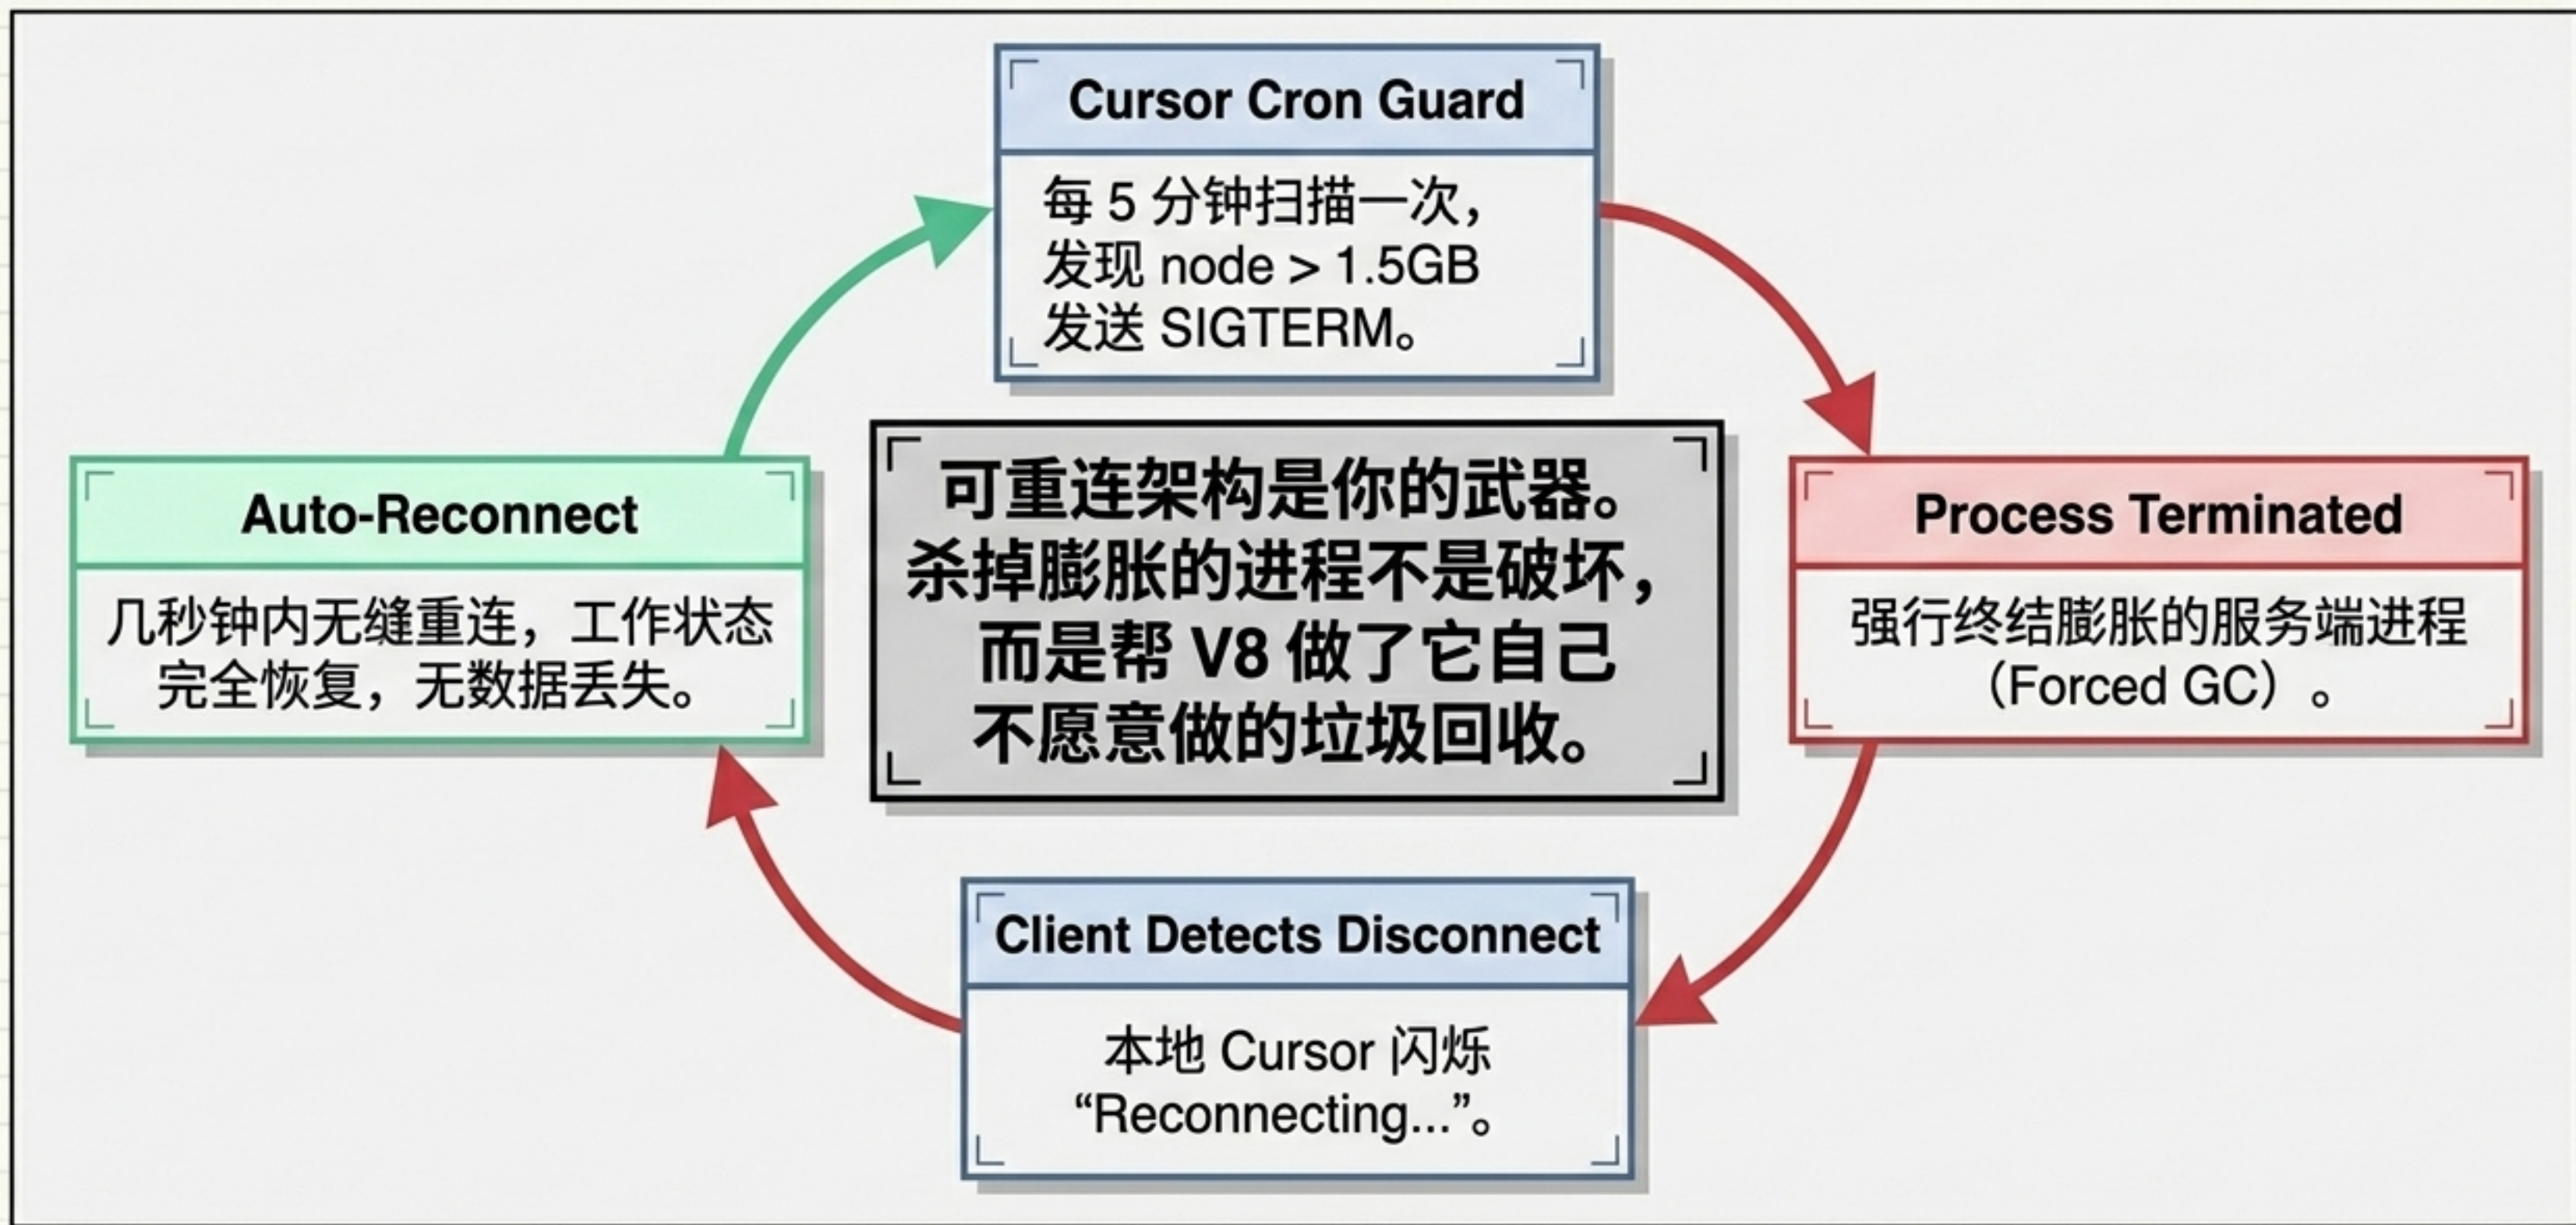 Cursor Cron Guard
每 5 分钟扫描一次，
发现 node > 1.5GB
发送 SIGTERM。
Auto-Reconnect
几秒钟内无缝重连，工作状态
完全恢复，无数据丢失。
可重连架构是你的武器。
杀掉膨胀的进程不是破坏，
而是帮 V8 做了它自己
不愿意做的垃圾回收。
Process Terminated
强行终结膨胀的服务端进程
（Forced GC）。
Client Detects Disconnect
本地 Cursor 闪烁
“Reconnecting...”。